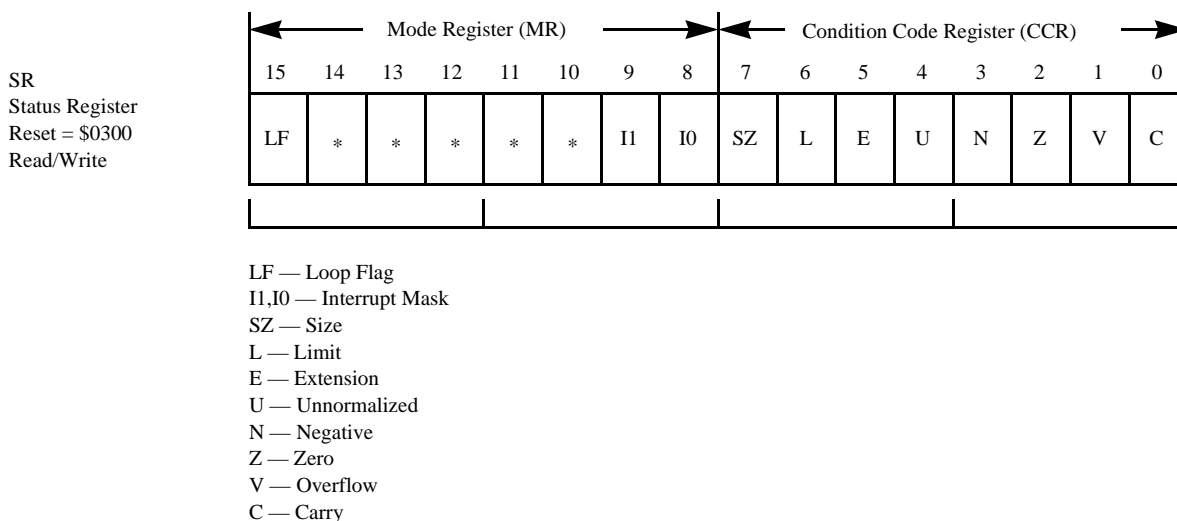 Mode Register (MR) Condition Code Register (CCR)
SR
Status Register
Reset = $0300
Read/Write
15 14 13 12 11 10 9 8 7 6 5 4 3 2 1 0
LF * * * * * I1 I0 SZ L E U N Z V C
LF — Loop Flag
I1,I0 — Interrupt Mask
SZ — Size
L — Limit
E — Extension
U — Unnormalized
N — Negative
Z — Zero
V — Overflow
C — Carry